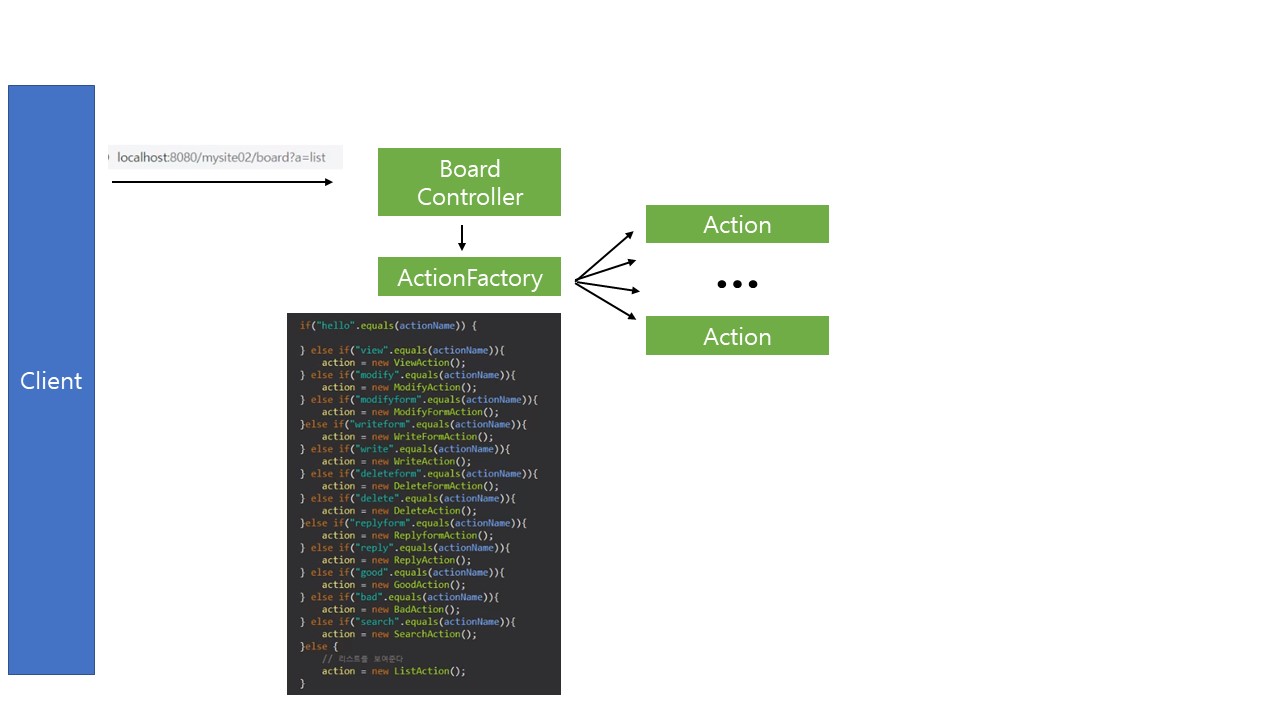 Client
localhost:8080/mysite02/board?a=list
Board
Controller
ActionFactory
Action
•••
Action
if("hello".equals(actionName)) {
} else if("view".equals(actionName)){
action = new ViewAction();
} else if("modify".equals(actionName)){
action = new ModifyAction();
} else if("modifyform".equals(actionName)){
action = new ModifyFormAction();
}else if("writeform".equals(actionName)){
action = new WriteFormAction();
} else if("write".equals(actionName)){
action = new WriteAction();
} else if("deleteform".equals(actionName)){
action = new DeleteFormAction();
} else if("delete".equals(actionName)){
action = new DeleteAction();
}else if("replyform".equals(actionName)){
action = new ReplyformAction();
} else if("reply".equals(actionName)){
action = new ReplyAction();
} else if("good".equals(actionName)){
action = new GoodAction();
} else if("bad".equals(actionName)){
action = new BadAction();
} else if("search".equals(actionName)){
action = new SearchAction();
}else {
// 리스트를 보여준다
action = new ListAction();
}